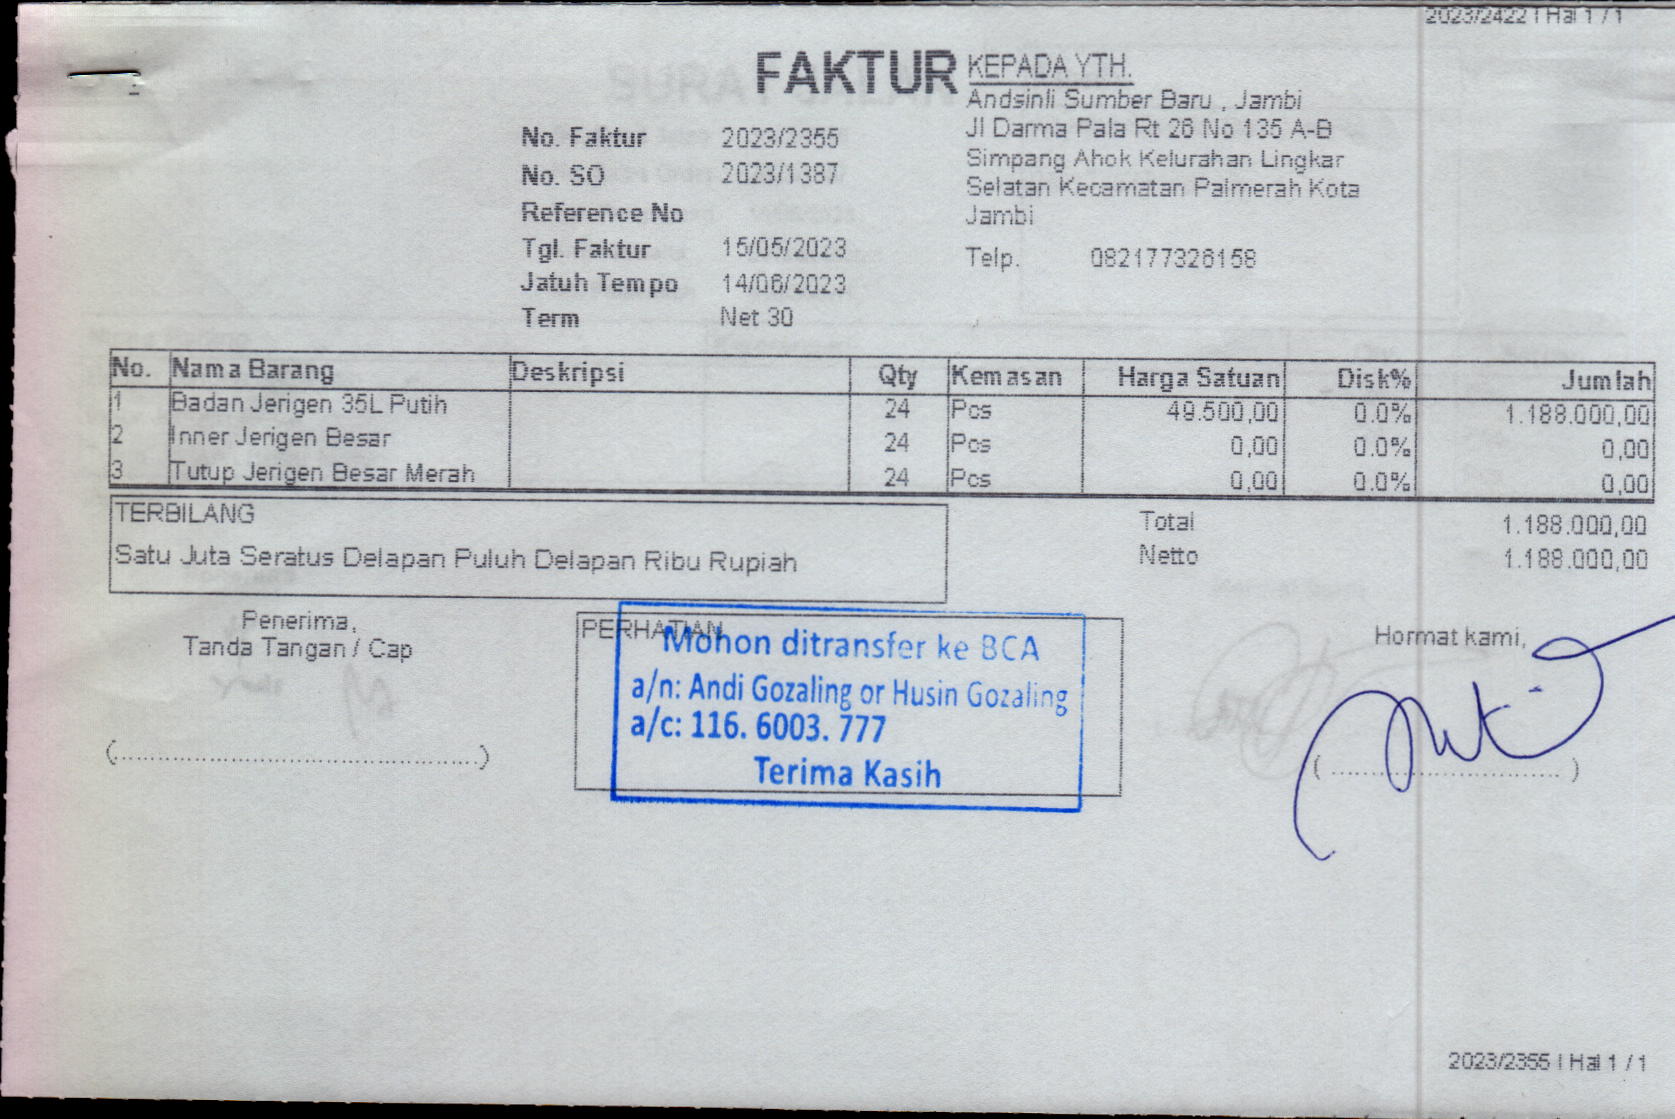 2023/2422 | Hal 1 / 1
FAKTUR
KEPADA YTH.
Andsinli Sumber Baru , Jambi
Jl Darma Pala Rt 26 No 135 A-B
Simpang Ahok Kelurahan Lingkar
Selatan Kecamatan Palmerah Kota
Jambi
Telp. 082177326158
No. Faktur 2023/2355
No. SO 2023/1387
Reference No
Tgl. Faktur 15/05/2023
Jatuh Tempo 14/06/2023
Term Net 30
No. Nama Barang Deskripsi Qty Kemasan Harga Satuan Disk% Jumlah
1 Badan Jerigen 35L Putih 24 Pcs 49.500,00 0.0% 1.188.000,00
2 Inner Jerigen Besar 24 Pcs 0,00 0.0% 0,00
3 Tutup Jerigen Besar Merah 24 Pcs 0,00 0.0% 0,00
TERBILANG
Satu Juta Seratus Delapan Puluh Delapan Ribu Rupiah
Total 1.188.000,00
Netto 1.188.000,00
Penerima,
Tanda Tangan / Cap
(................................................)
PERHATIAN
Mohon ditransfer ke BCA
a/n: Andi Gozaling or Husin Gozaling
a/c: 116. 6003. 777
Terima Kasih
Hormat kami,
( ............................ )
2023/2355 | Hal 1 / 1